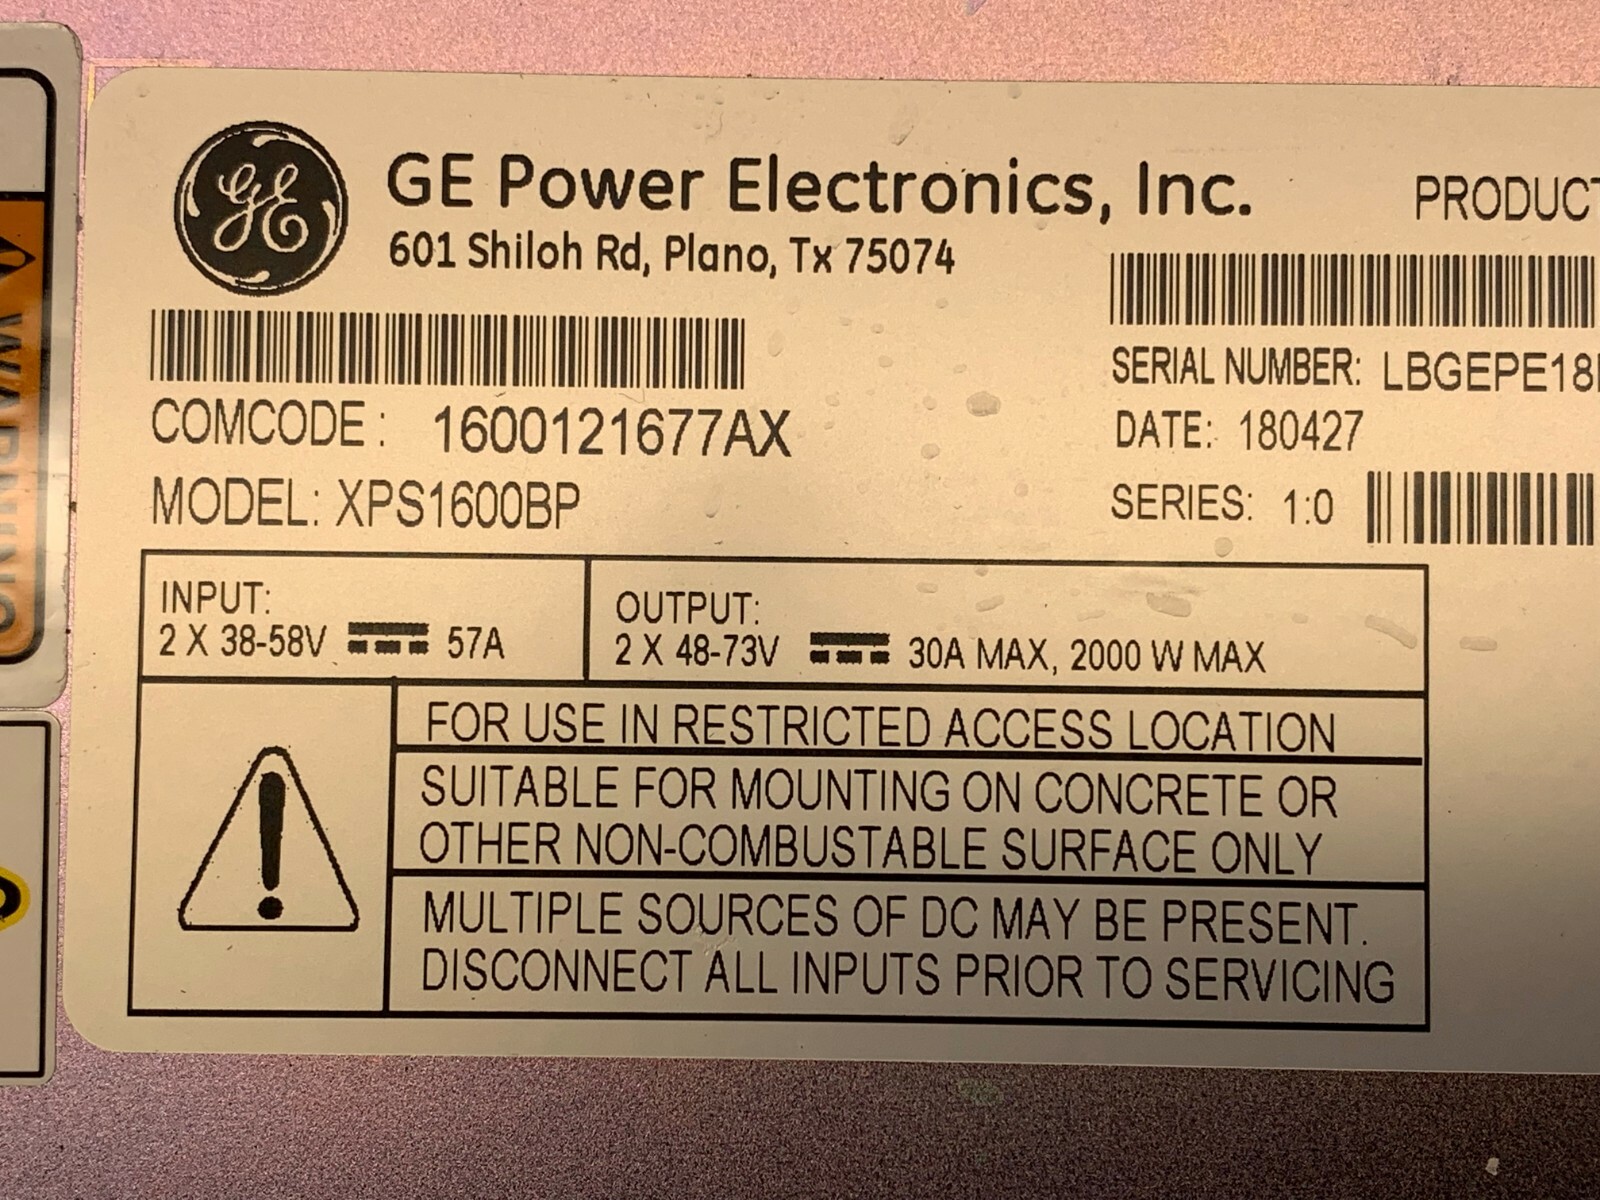 GE
GE Power Electronics, Inc.
601 Shiloh Rd, Plano, Tx 75074
COMCODE: 1600121677AX
MODEL: XPS1600BP
PRODUCT
SERIAL NUMBER: LBGEPE18
DATE: 180427
SERIES: 1:0
INPUT:
2 X 38-58V 57A
OUTPUT:
2 X 48-73V 30A MAX, 2000 W MAX
FOR USE IN RESTRICTED ACCESS LOCATION
SUITABLE FOR MOUNTING ON CONCRETE OR
OTHER NON-COMBUSTABLE SURFACE ONLY
MULTIPLE SOURCES OF DC MAY BE PRESENT.
DISCONNECT ALL INPUTS PRIOR TO SERVICING
WARNING